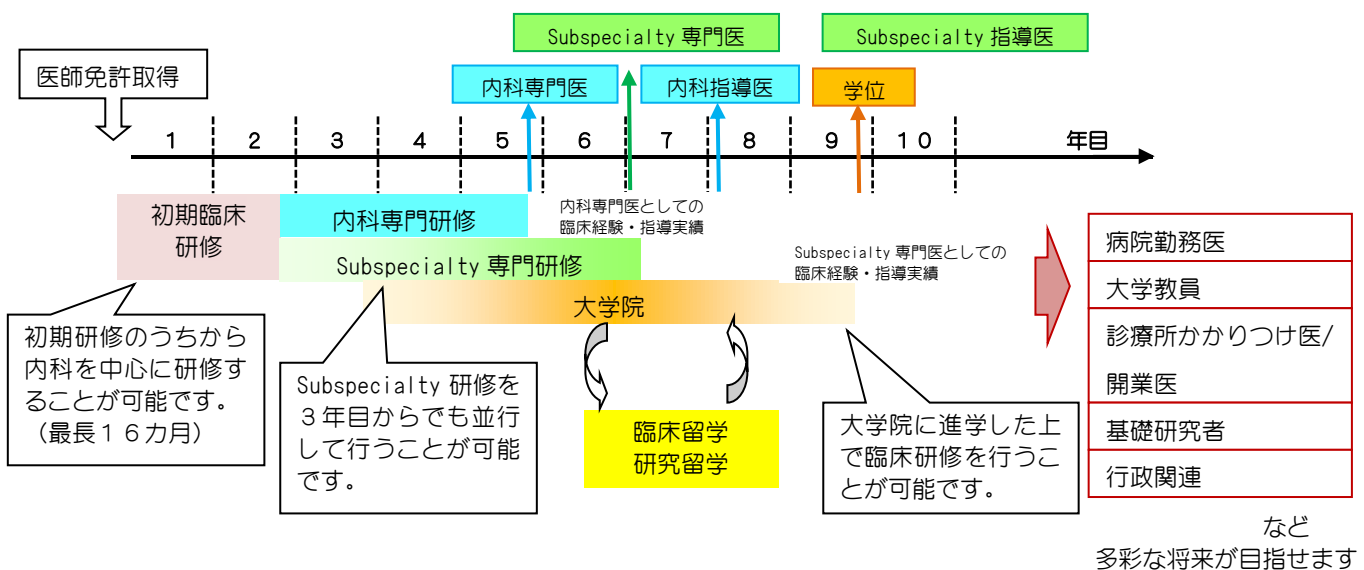 Subspecialty 専門医
Subspecialty 指導医
医師免許取得
内科専門医
内科指導医
学位
1 2 3 4 5 6 7 8 9 10 年目
初期臨床
研修
内科専門研修
内科専門医としての
臨床経験・指導実績
Subspecialty 専門研修
Subspecialty 専門医としての
臨床経験・指導実績
大学院
初期研修のうちから
内科を中心に研修す
ることが可能です。
（最長１６カ月）
Subspecialty 研修を
３年目からでも並行
して行うことが可能
です。
臨床留学
研究留学
大学院に進学した上
で臨床研修を行うこ
とが可能です。
病院勤務医
大学教員
診療所かかりつけ医/
開業医
基礎研究者
行政関連
など
多彩な将来が目指せます